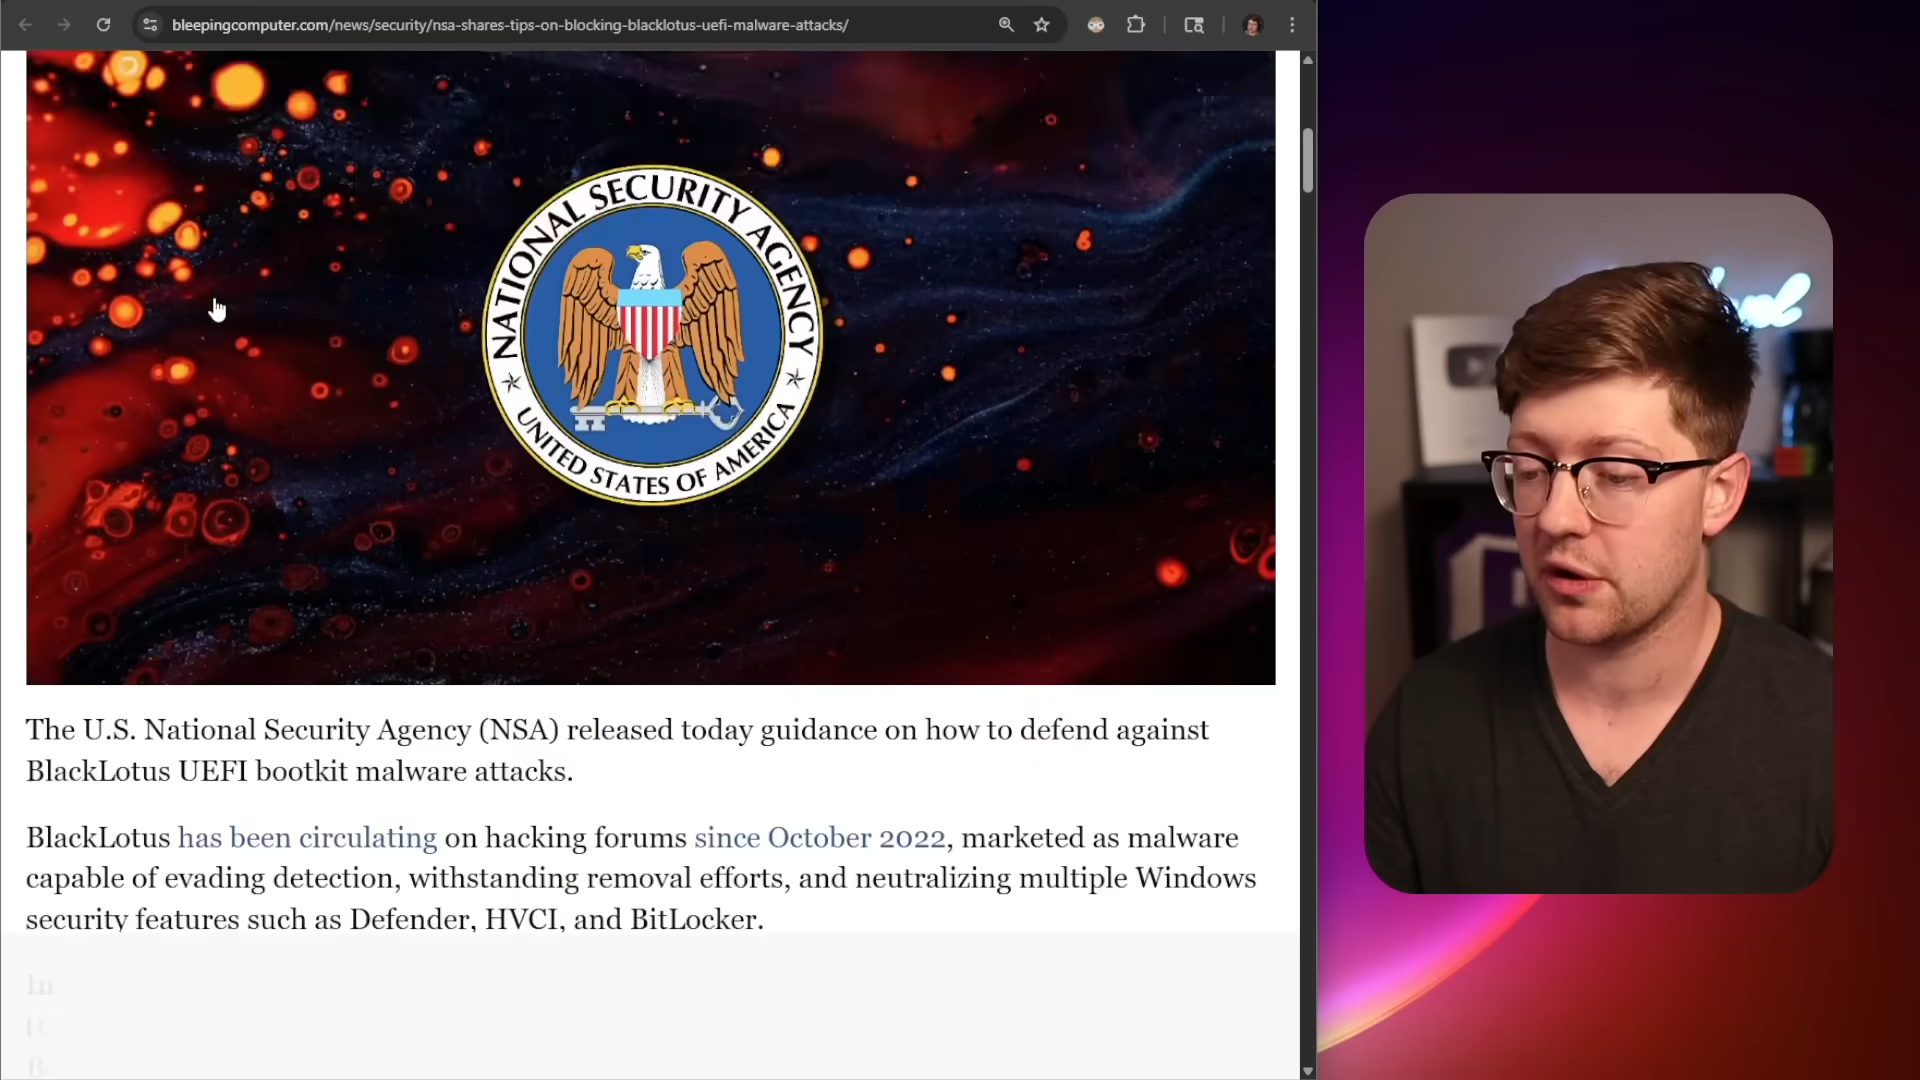 bleepingcomputer.com/news/security/nsa-shares-tips-on-blocking-blacklotus-uefi-malware-attacks/
NATIONAL SECURITY AGENCY
UNITED STATES OF AMERICA
The U.S. National Security Agency (NSA) released today guidance on how to defend against
BlackLotus UEFI bootkit malware attacks.
BlackLotus has been circulating on hacking forums since October 2022, marketed as malware
capable of evading detection, withstanding removal efforts, and neutralizing multiple Windows
security features such as Defender, HVCI, and BitLocker.